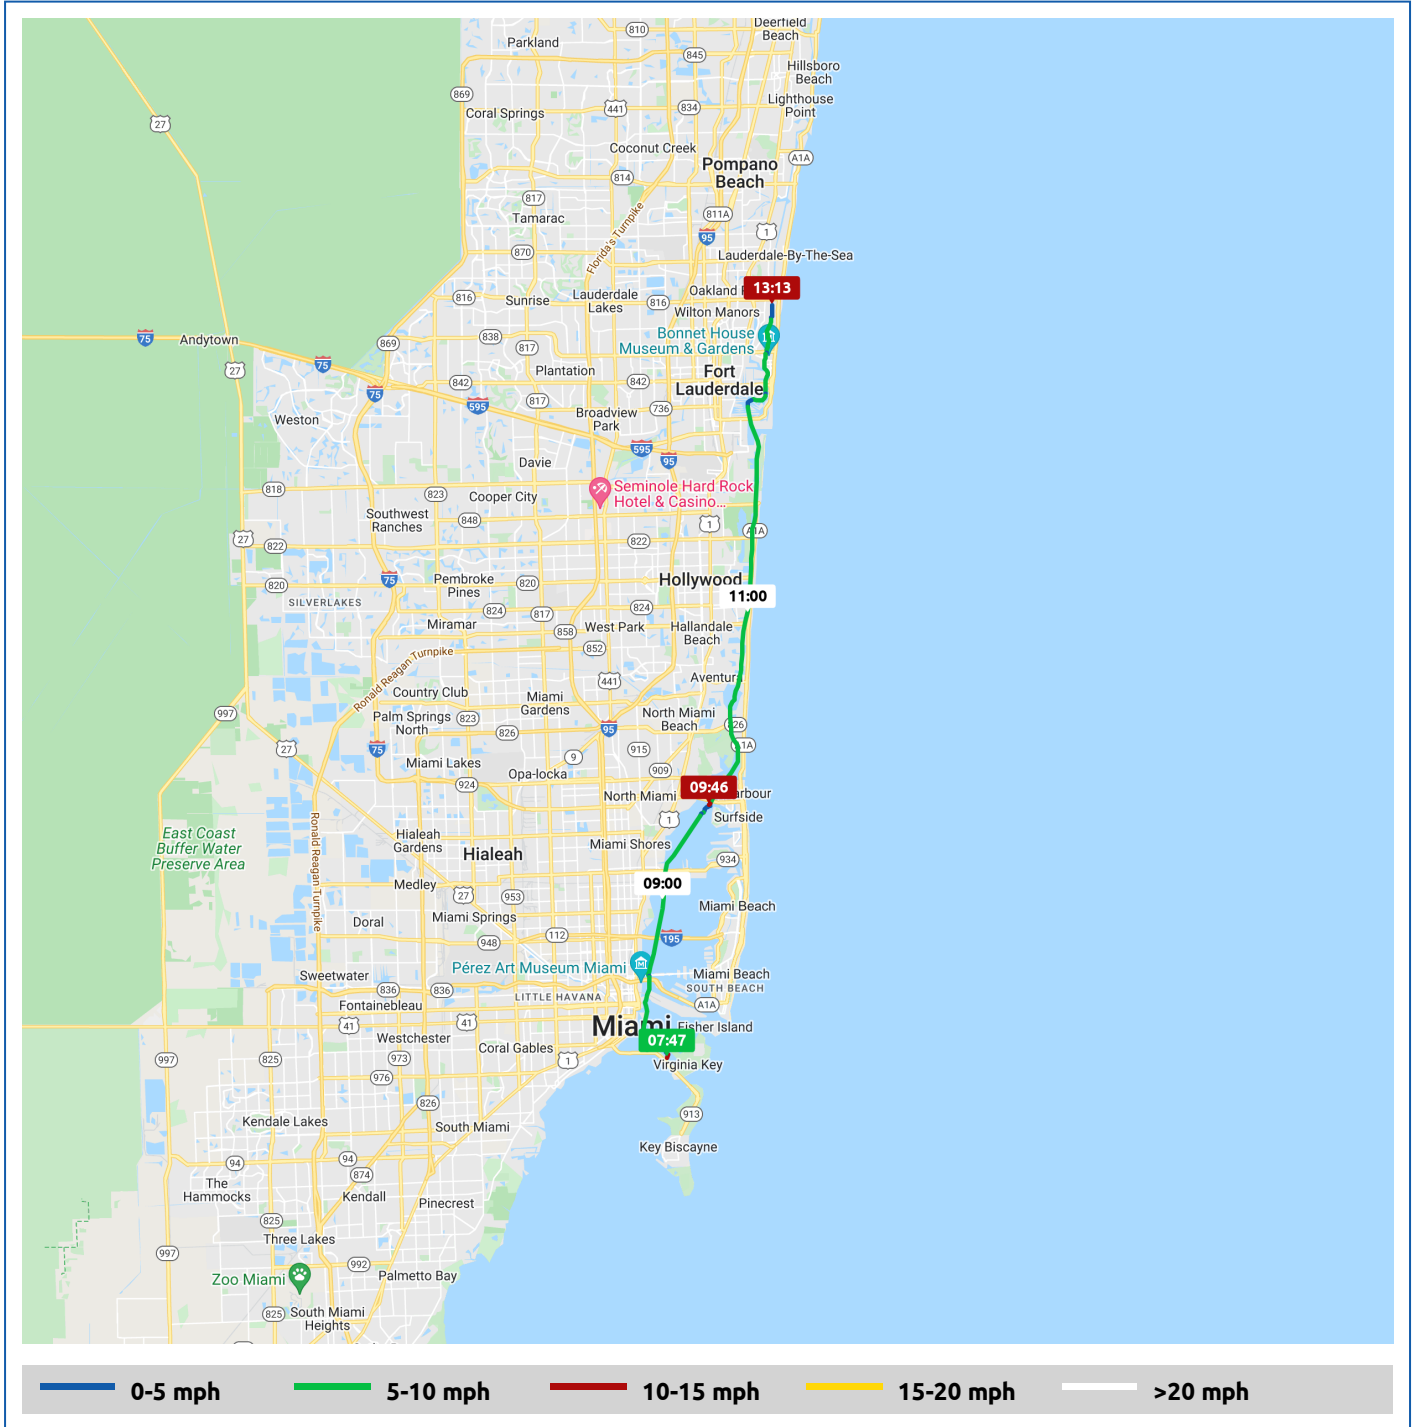 Deerfield
Beach
810
Parkland
845
Hillsboro
Beach
869
Lighthouse
Point
441
834
Coral Springs
27
Coconut Creek
A1A
Pompano
Beach
814
817
811A
Tamarac
Florida's Turnpike
1
95
870
Lauderdale-By-The-Sea
13:13
Oakland
816
Sunrise
Lauderdale
Lakes
816
Wilton Manors
75
Andytown
869
838
Bonnet House
Museum & Gardens
817
27
75
Plantation
Fort
Lauderdale
75
842
842
595
817
736
Weston
Broadview
Park
595
95
Davie
818
823
Cooper City
Seminole Hard Rock
Hotel & Casino...
Southwest
Ranches
848
1
A1A
27
822
822
75
Pembroke
Pines
820
Hollywood
820
11:00
SILVERLAKES
824
817
824
Miramar
858
West Park
Hallandale
Beach
852
Ronald Reagan Turnpike
441
Aventura
Country Club
Miami
Gardens
997
Palm Springs
North
823
North Miami
Beach
826
826
95
27
75
915
A1A
9
Miami Lakes
Opa-locka
909
924
09:46
North Miami
arbour
1
Surfside
East Coast
Buffer Water
Preserve Area
Ronald Reagan Turnpike
Hialeah
Gardens
Miami Shores
Hialeah
934
Medley
09:00
27
953
Miami Beach
Doral
Miami Springs
112
195
948
Pérez Art Museum Miami
Sweetwater
Miami Beach
SOUTH BEACH
836
836
LITTLE HAVANA
Fontainebleau
A1A
41
41
Miami
Fisher Island
Westchester
07:47
Coral Gables
997
825
973
1
Virginia Key
976
826
913
Kendale Lakes
South Miami
Key Biscayne
94
94
874
The
Hammocks
Kendall
Pinecrest
825
Three Lakes
997
992
Zoo Miami
Palmetto Bay
825
South Miami
Heights
0-5 mph
5-10 mph
10-15 mph
15-20 mph
>20 mph